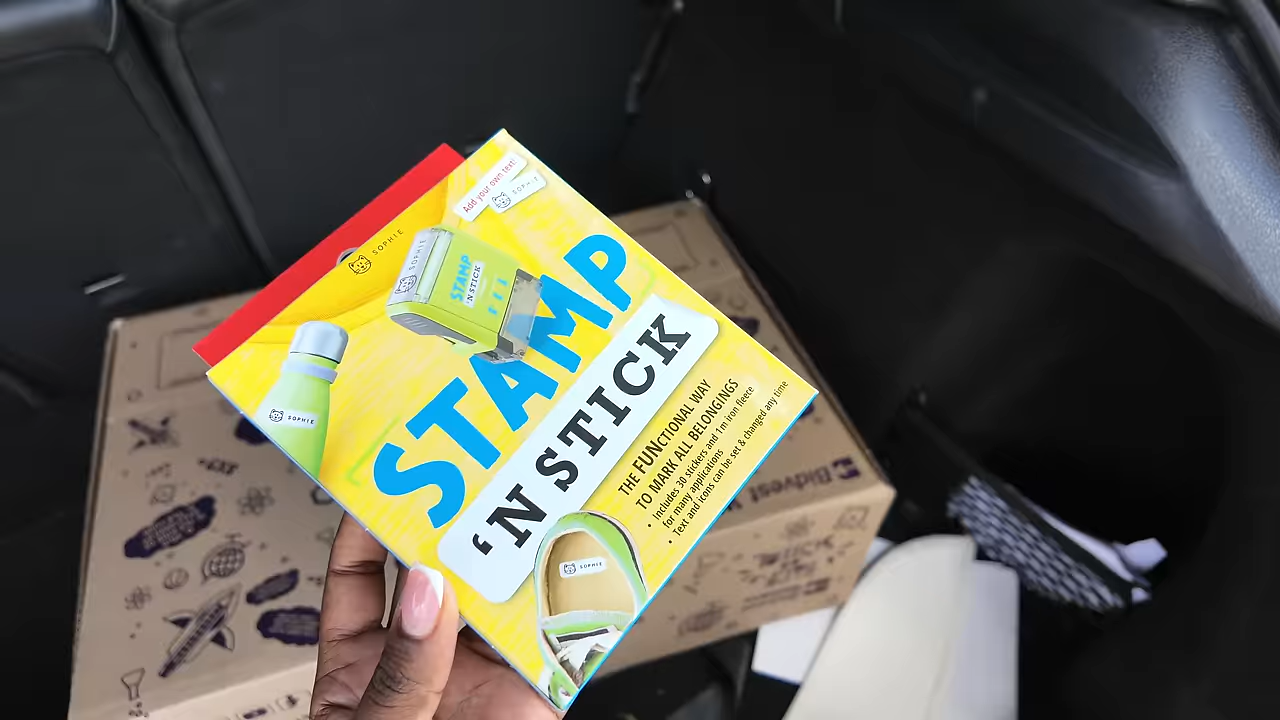 Add your own text!
SOPHIE
SOPHIE
SOPHIE
STAMP
'N STICK
SOPHIE
STAMP
'N STICK
THE FUNCTIONAL WAY
TO MARK ALL BELONGINGS
• Includes 30 stickers and 1m iron fleece
for many applications
• Text and icons can be set & changed any time
SOPHIE
Bidvest